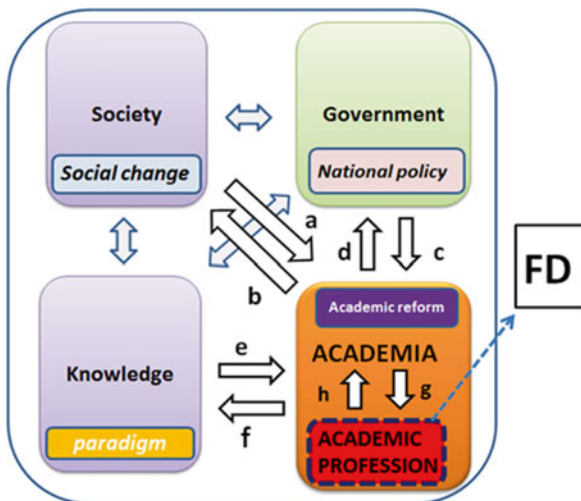 Society
Government
Social change
National policy
a
b
d
c
FD
Academic reform
ACADEMIA
Knowledge
e
h
g
f
paradigm
ACADEMIC
PROFESSION